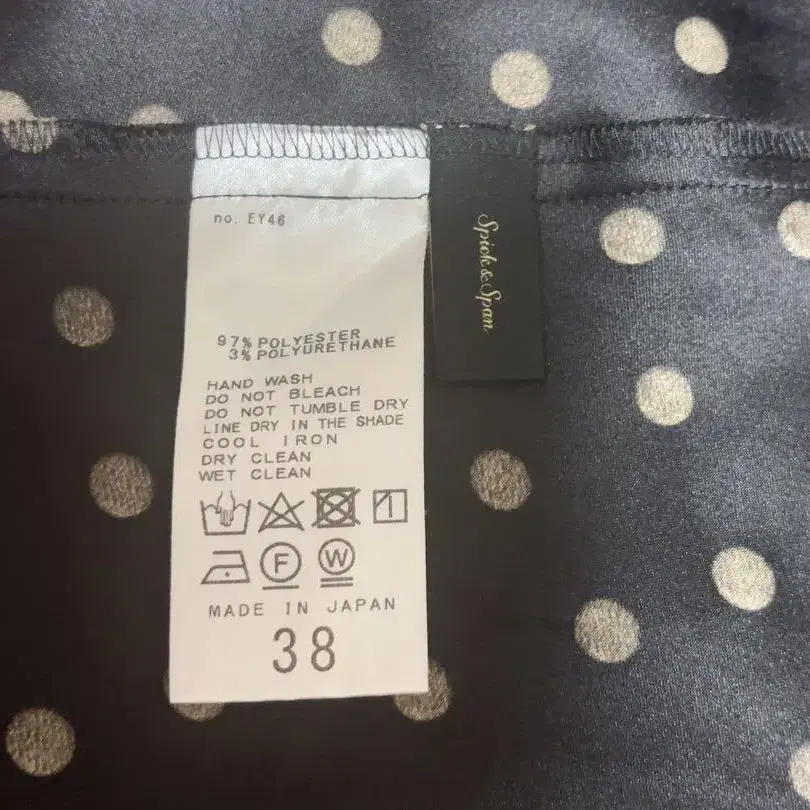 no. EY46
97% POLYESTER
3% POLYURETHANE
HAND WASH
DO NOT BLEACH
DO NOT TUMBLE DRY
LINE DRY IN THE SHADE
COOL IRON
DRY CLEAN
WET CLEAN
F W
MADE IN JAPAN
38
Spick & Span